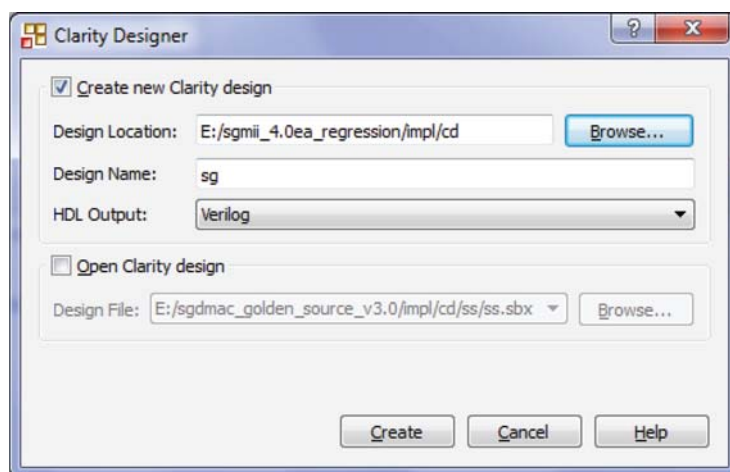 Clarity Designer
Create new Clarity design
Design Location: E:/sgmii_4.0ea_regression/impl/cd Browse...
Design Name: sg
HDL Output: Verilog
Open Clarity design
Design File: E:/sgdmac_golden_source_v3.0/impl/cd/ss/ss.sbx Browse...
Create Cancel Help